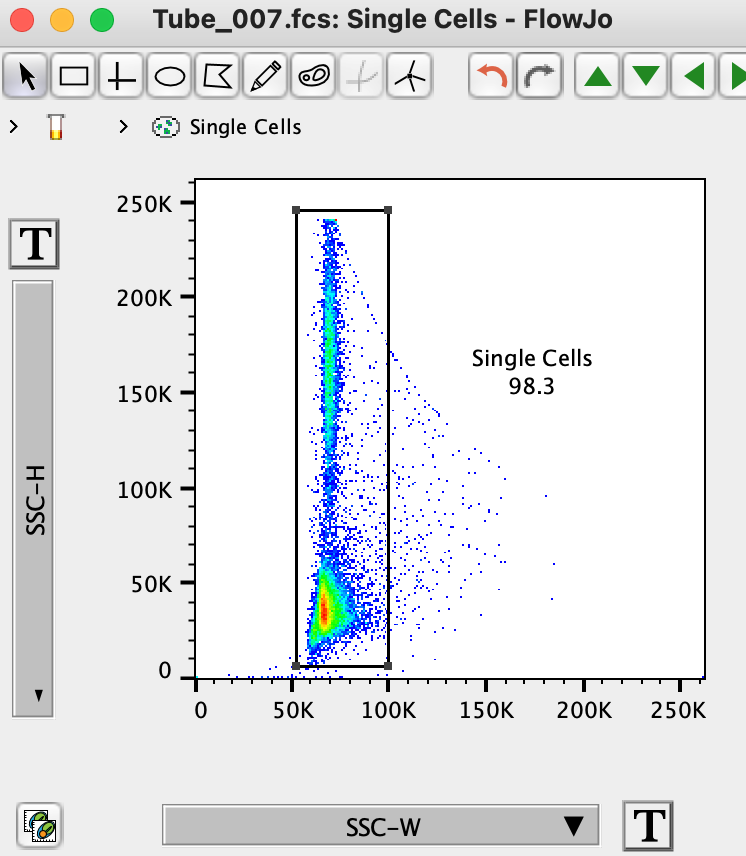 Tube_007.fcs: Single Cells - FlowJo
Single Cells
250K
200K
150K
100K
50K
0
T
SSC-H
Single Cells
98.3
0 50K 100K 150K 200K 250K
SSC-W
T